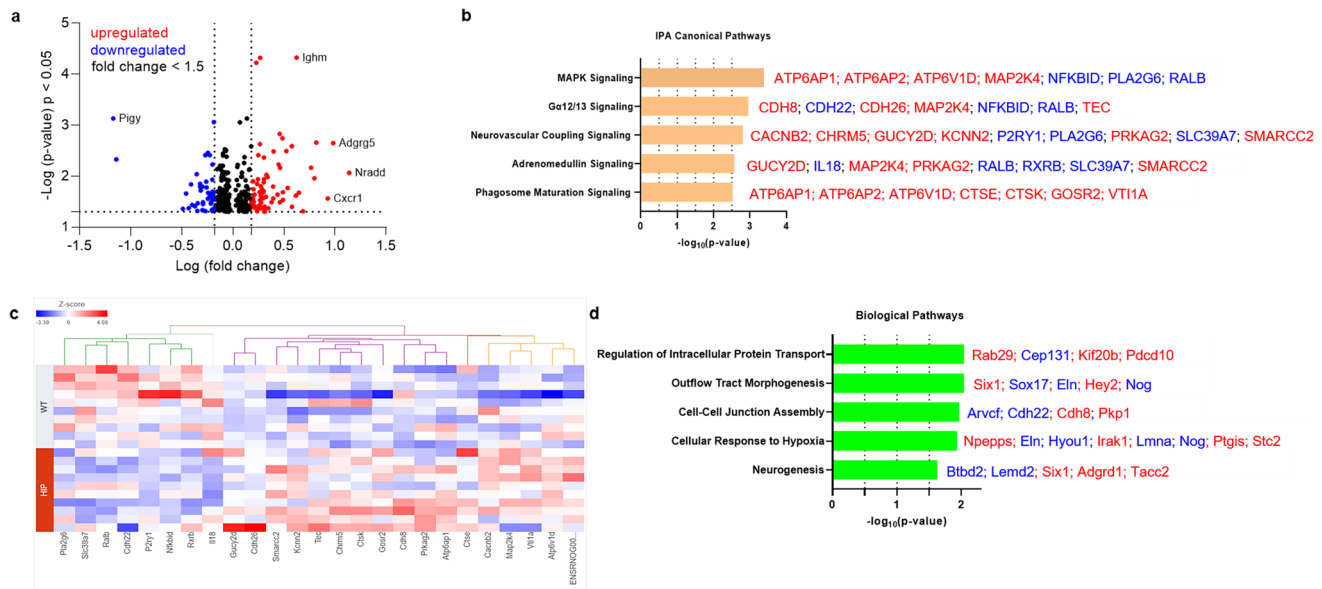 a
upregulated
downregulated
fold change < 1.5
-Log (p-value) p < 0.05
5
4
3
2
1
Ighm
Pigy
Adgrg5
Nradd
Cxcr1
-1.5
-1.0
-0.5
0.0
0.5
1.0
1.5
Log (fold change)
b
IPA Canonical Pathways
MAPK Signaling
ATP6AP1; ATP6AP2; ATP6V1D; MAP2K4; NFKBID; PLA2G6; RALB
Gα12/13 Signaling
CDH8; CDH22; CDH26; MAP2K4; NFKBID; RALB; TEC
Neurovascular Coupling Signaling
CACNB2; CHRM5; GUCY2D; KCNN2; P2RY1; PLA2G6; PRKAG2; SLC39A7; SMARCC2
Adrenomedullin Signaling
GUCY2D; IL18; MAP2K4; PRKAG2; RALB; RXRB; SLC39A7; SMARCC2
Phagosome Maturation Signaling
ATP6AP1; ATP6AP2; ATP6V1D; CTSE; CTSK; GOSR2; VTI1A
0
1
2
3
4
-log10(p-value)
c
Z-score
-3.39
0
4.06
WT
HIP
Pla2g6
Slc39a7
Ralb
Cdh22
P2ry1
Nfkbid
Rxrb
Il18
Gucy2d
Cdh26
Smarcc2
Kcnn2
Tec
Chrm5
Ctsk
Gosr2
Cdh8
Prkag2
Atp6ap1
Ctse
Cacnb2
Map2k4
Vti1a
Atp6v1d
ENSRNOG00...
d
Biological Pathways
Regulation of Intracellular Protein Transport
Rab29; Cep131; Kif20b; Pdcd10
Outflow Tract Morphogenesis
Six1; Sox17; Eln; Hey2; Nog
Cell-Cell Junction Assembly
Arvcf; Cdh22; Cdh8; Pkp1
Cellular Response to Hypoxia
Npepps; Eln; Hyou1; Irak1; Lmna; Nog; Ptgis; Stc2
Neurogenesis
Btbd2; Lemd2; Six1; Adgrd1; Tacc2
0
1
2
-log10(p-value)